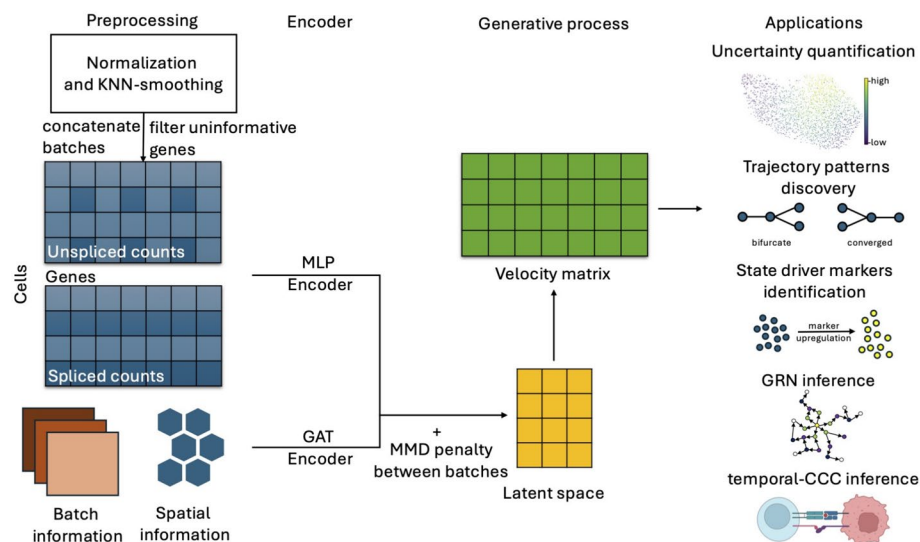 Preprocessing
Encoder
Generative process
Applications
Normalization
and KNN-smoothing
concatenate
batches
filter uninformative
genes
Unspliced counts
Genes
Cells
Spliced counts
Batch
information
Spatial
information
MLP
Encoder
GAT
Encoder
+
MMD penalty
between batches
Velocity matrix
Latent space
Uncertainty quantification
high
low
Trajectory patterns
discovery
bifurcate
converged
State driver markers
identification
marker
upregulation
GRN inference
temporal-CCC inference